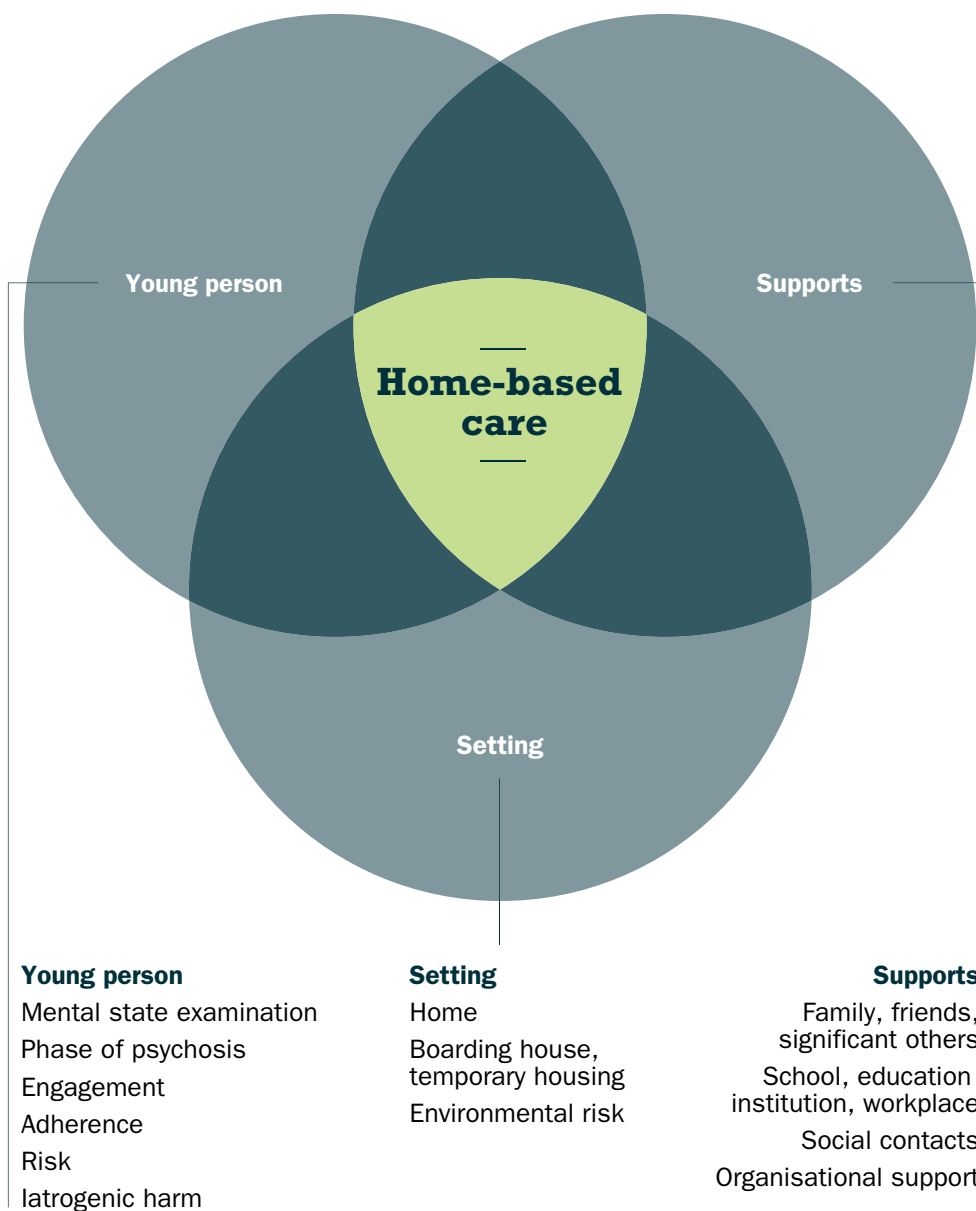 Young person
Supports
Home-based
care
Setting
Young person
Mental state examination
Phase of psychosis
Engagement
Adherence
Risk
Iatrogenic harm
Setting
Home
Boarding house,
temporary housing
Environmental risk
Supports
Family, friends,
significant others
School, education
institution, workplace
Social contacts
Organisational support